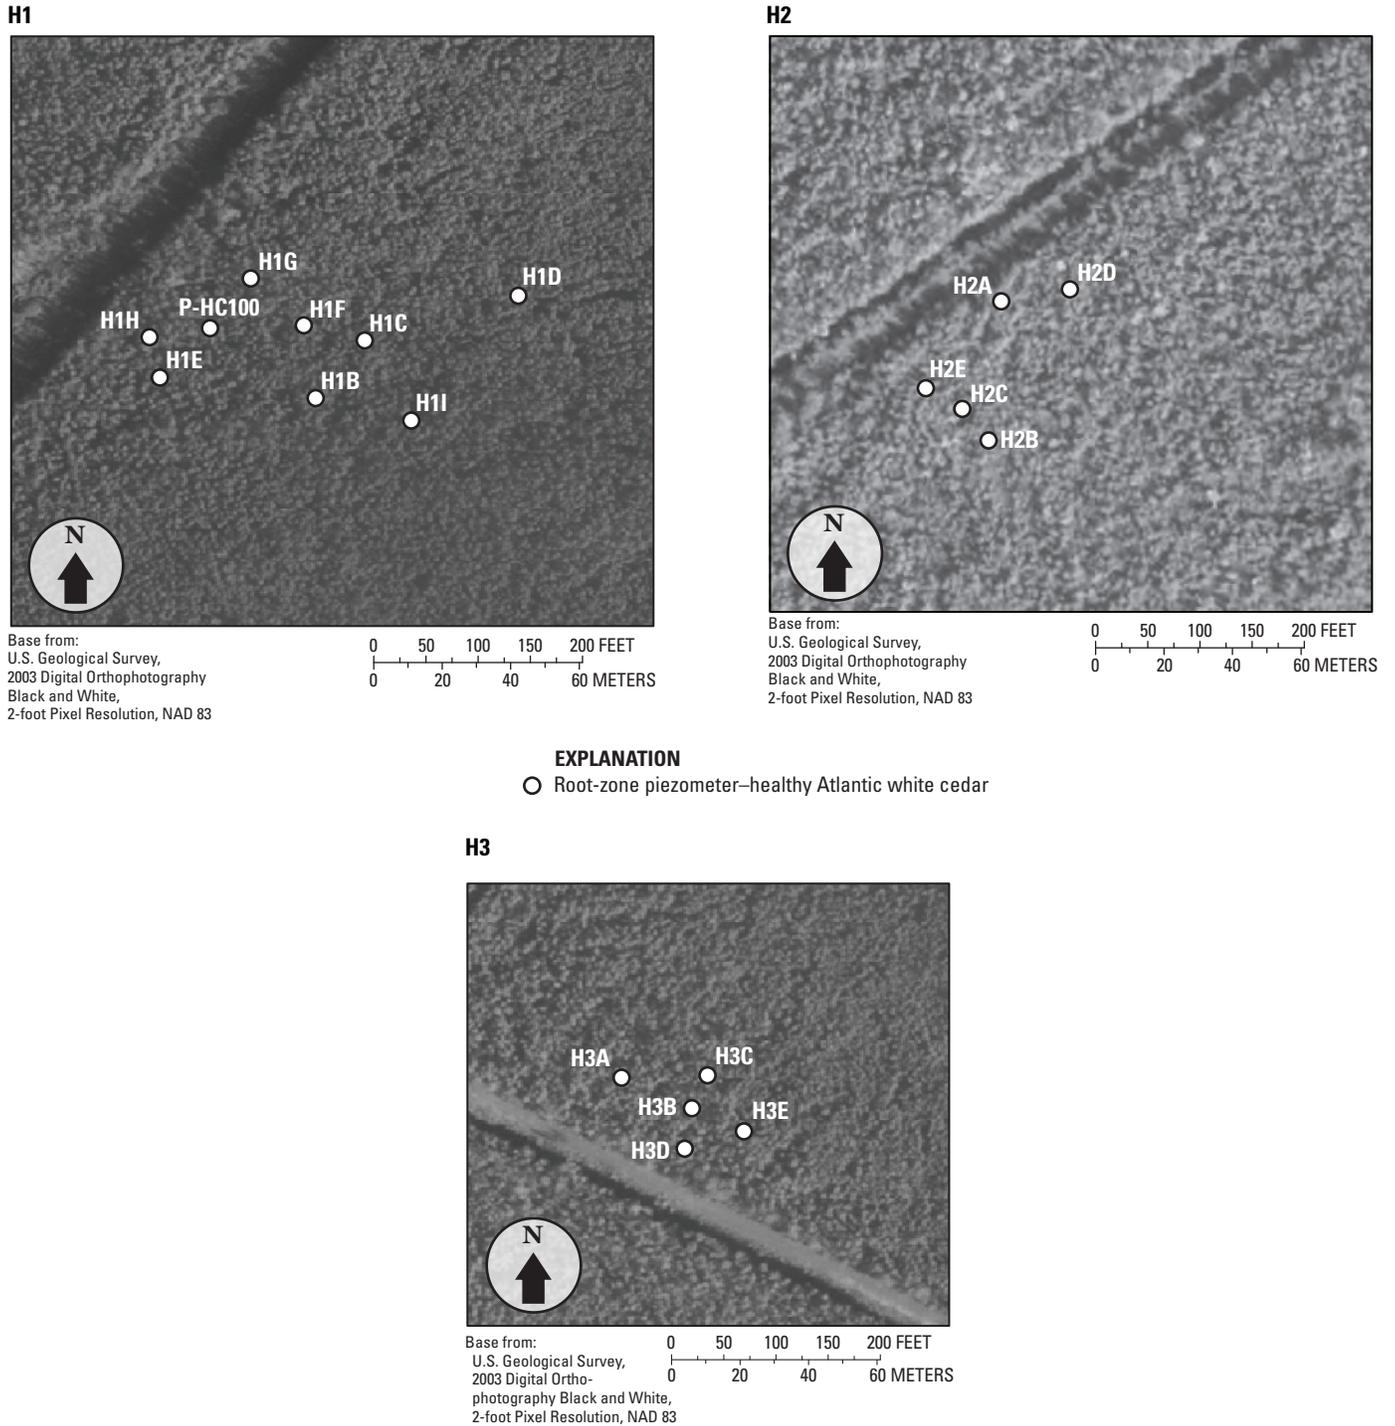 H1
H1G
H1D
P-HC100
H1F
H1H
H1C
H1E
H1B
H1I
N
Base from:
U.S. Geological Survey,
2003 Digital Orthophotography
Black and White,
2-foot Pixel Resolution, NAD 83
0 50 100 150 200 FEET
0 20 40 60 METERS
H2
H2D
H2A
H2E
H2C
H2B
N
Base from:
U.S. Geological Survey,
2003 Digital Orthophotography
Black and White,
2-foot Pixel Resolution, NAD 83
0 50 100 150 200 FEET
0 20 40 60 METERS
EXPLANATION
Root-zone piezometer–healthy Atlantic white cedar
H3
H3A
H3C
H3B
H3E
H3D
N
Base from:
U.S. Geological Survey,
2003 Digital Ortho-
photography Black and White,
2-foot Pixel Resolution, NAD 83
0 50 100 150 200 FEET
0 20 40 60 METERS